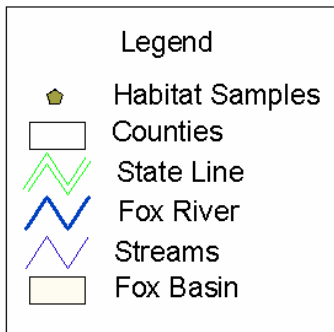 Legend
Habitat Samples
Counties
State Line
Fox River
Streams
Fox Basin